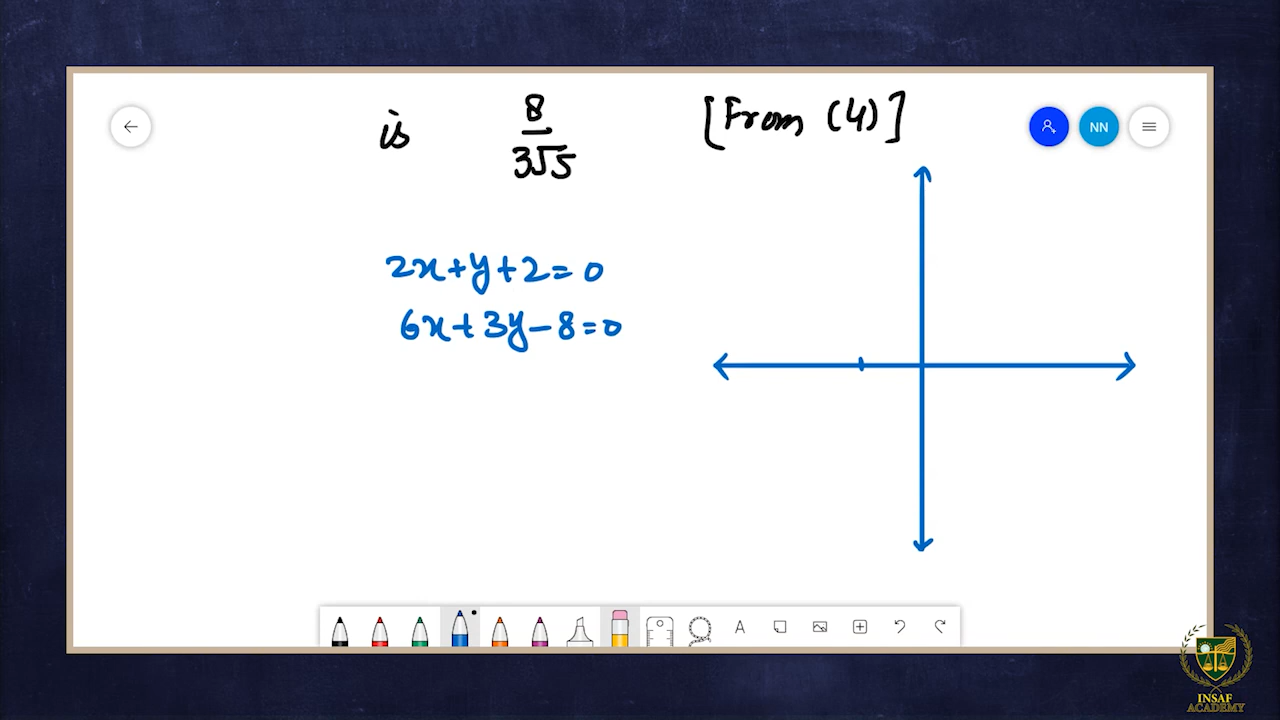 is 8/3√5 [From (4)]
NN
2x+y+2=0
6x+3y-8=0
A
INSAF
ACADEMY